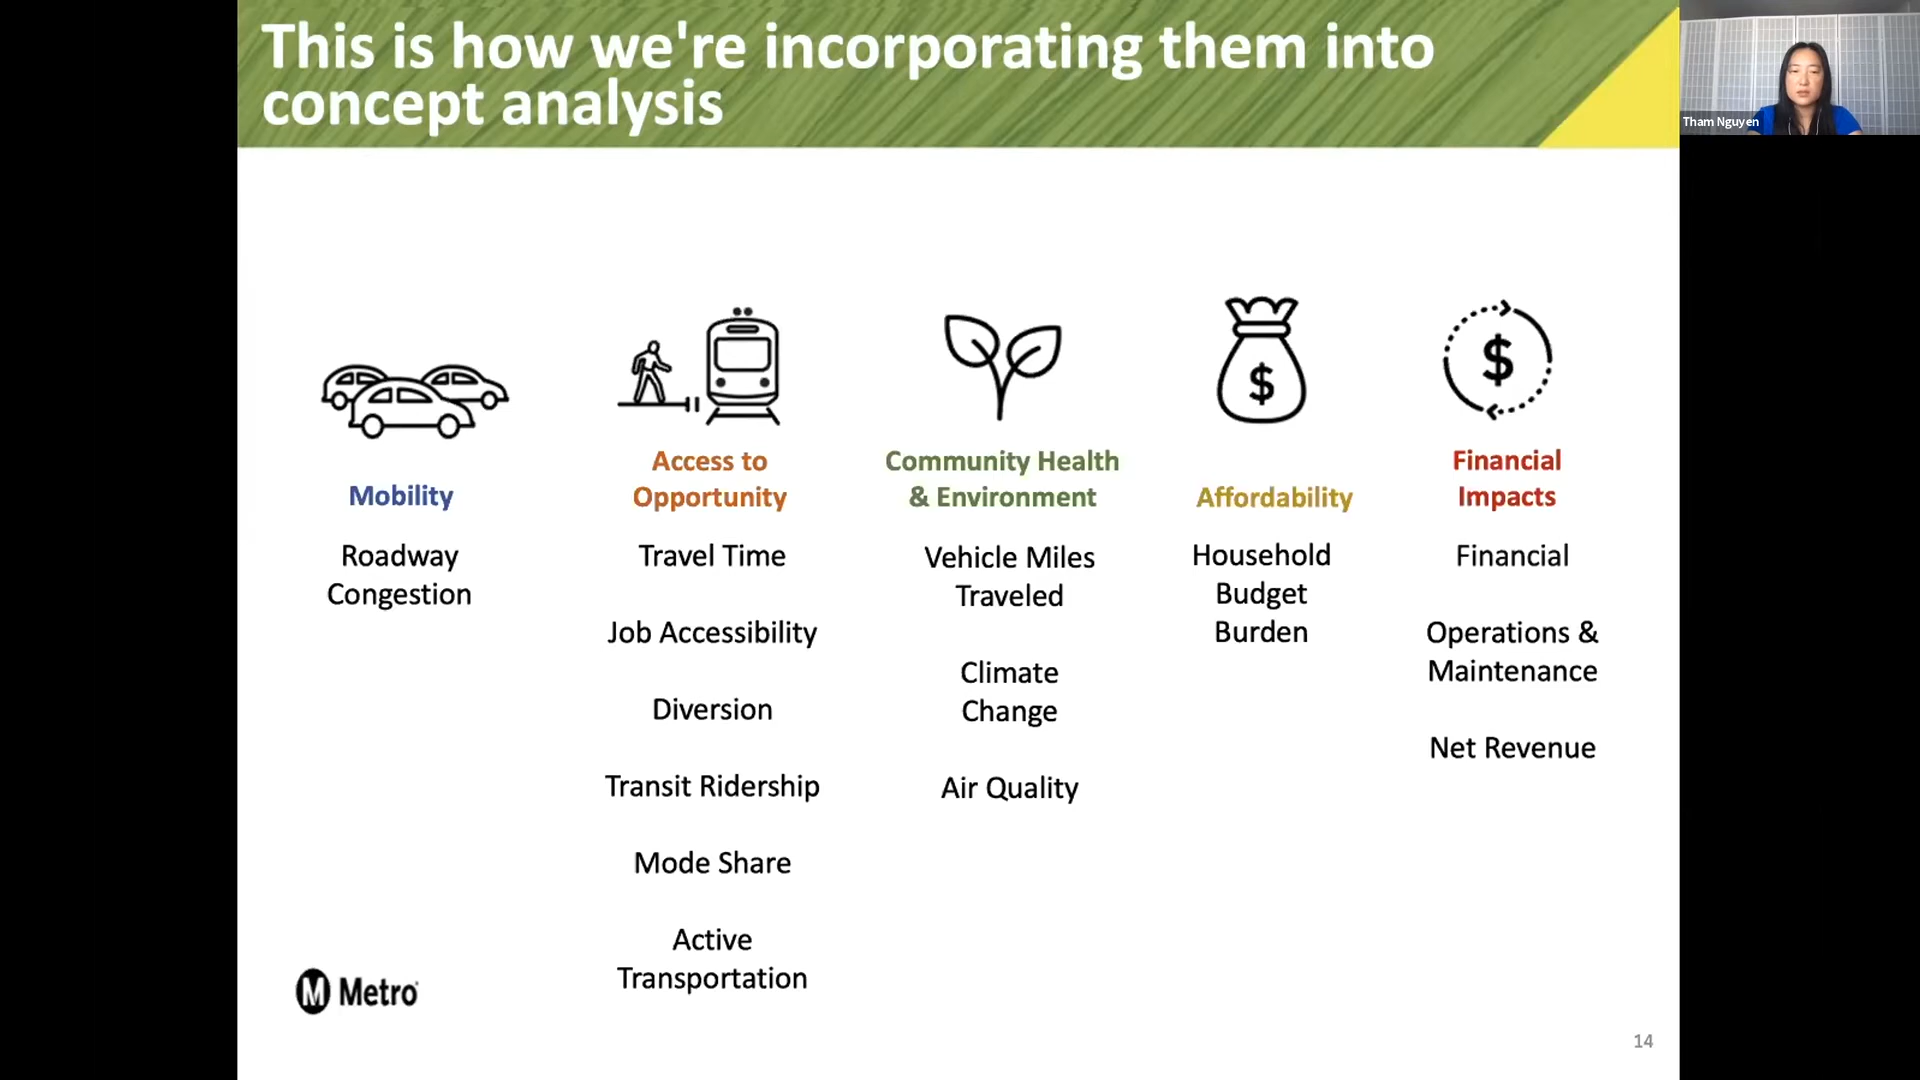 This is how we're incorporating them into
concept analysis
Tham Nguyen
$
$
Mobility
Roadway
Congestion
Access to
Opportunity
Travel Time
Job Accessibility
Diversion
Transit Ridership
Mode Share
Active
Transportation
Community Health
& Environment
Vehicle Miles
Traveled
Climate
Change
Air Quality
Affordability
Household
Budget
Burden
Financial
Impacts
Financial
Operations &
Maintenance
Net Revenue
M Metro
14